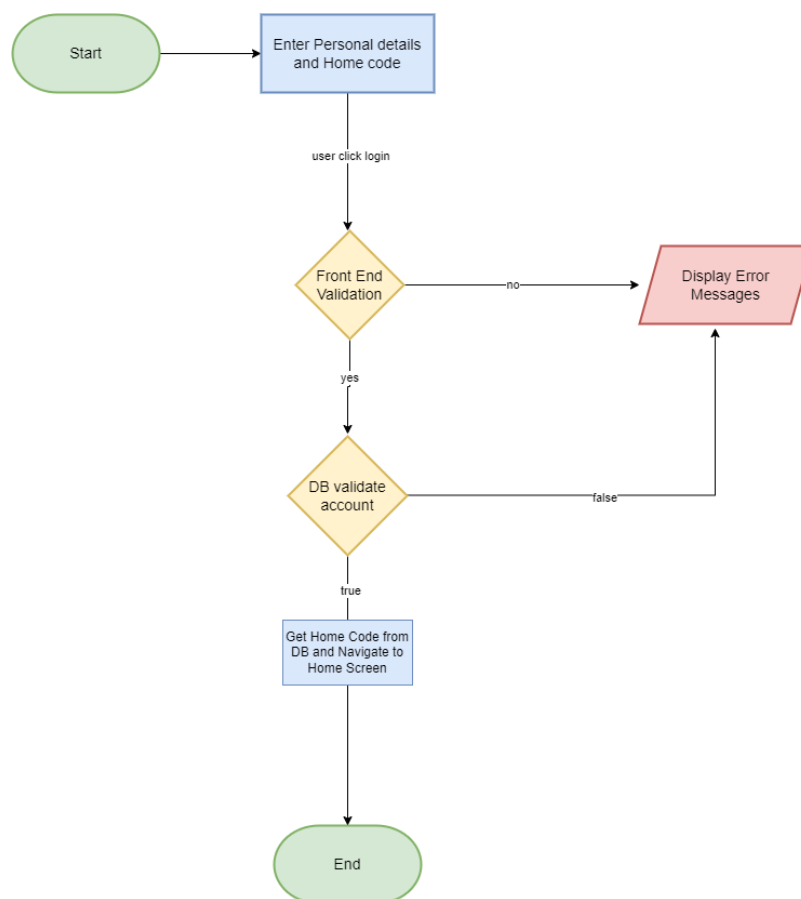 Start
Enter Personal details
and Home code
user click login
Front End
Validation
no
Display Error
Messages
yes
DB validate
account
false
true
Get Home Code from
DB and Navigate to
Home Screen
End